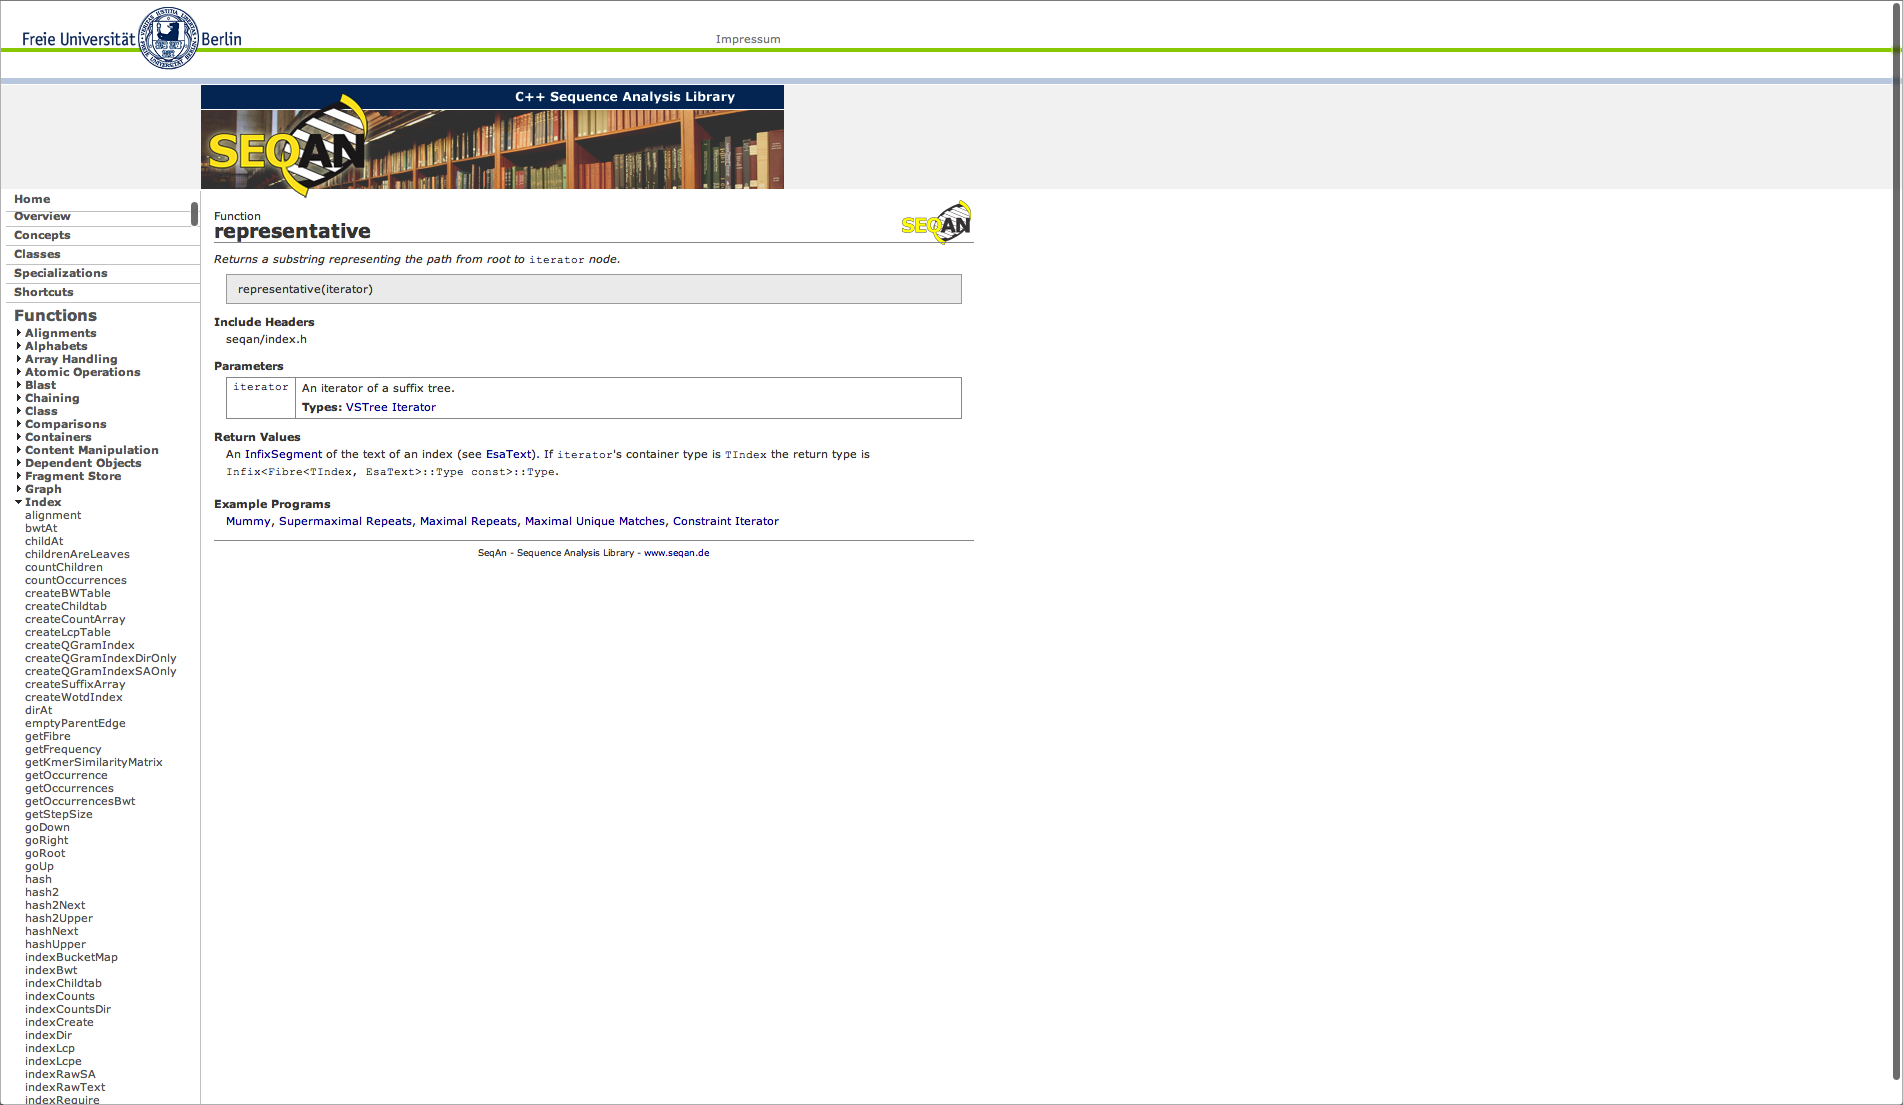 Freie Universität Berlin
Impressum
C++ Sequence Analysis Library
SEQAN
Home
Overview
Concepts
Classes
Specializations
Shortcuts
Functions
Alignments
Alphabets
Array Handling
Atomic Operations
Blast
Chaining
Class
Comparisons
Containers
Content Manipulation
Dependent Objects
Fragment Store
Graph
Index
alignment
bwtAt
childAt
childrenAreLeaves
countChildren
countOccurrences
createBWTable
createChildtab
createCountArray
createLcpTable
createQGramIndex
createQGramIndexDirOnly
createQGramIndexSAOnly
createSuffixArray
createWotdIndex
dirAt
emptyParentEdge
getFibre
getFrequency
getKmerSimilarityMatrix
getOccurrence
getOccurrences
getOccurrencesBwt
getStepSize
goDown
goRight
goRoot
goUp
hash
hash2
hash2Next
hash2Upper
hashNext
hashUpper
indexBucketMap
indexBwt
indexChildtab
indexCounts
indexCountsDir
indexCreate
indexDir
indexLcp
indexLcpe
indexRawSA
indexRawText
indexRequire
Function
representative
SEQAN
Returns a substring representing the path from root to iterator node.
representative(iterator)
Include Headers
seqan/index.h
Parameters
iterator An iterator of a suffix tree.
Types: VSTree Iterator
Return Values
An InfixSegment of the text of an index (see EsaText). If iterator's container type is TIndex the return type is
Infix<Fibre<TIndex, EsaText>::Type const>::Type.
Example Programs
Mummy, Supermaximal Repeats, Maximal Repeats, Maximal Unique Matches, Constraint Iterator
SeqAn - Sequence Analysis Library - www.seqan.de